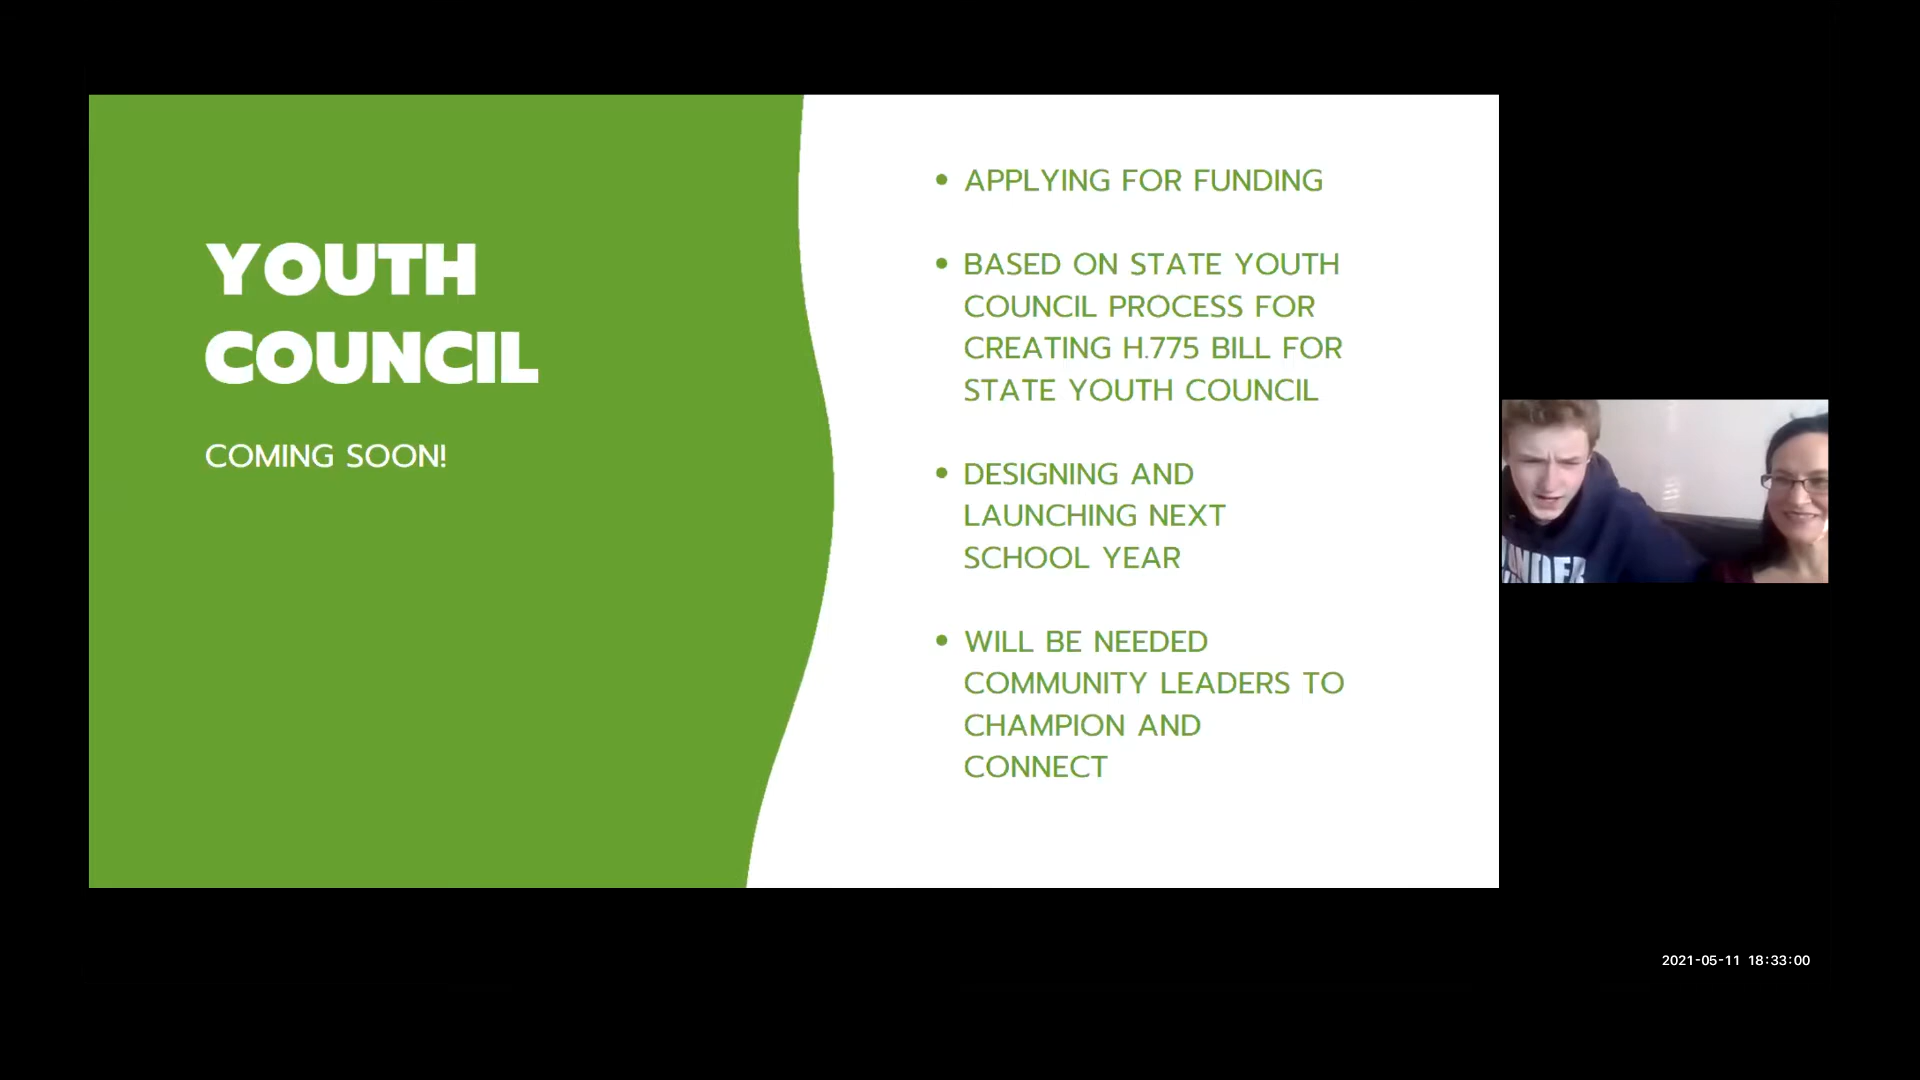 YOUTH
COUNCIL
COMING SOON!
• APPLYING FOR FUNDING
• BASED ON STATE YOUTH
COUNCIL PROCESS FOR
CREATING H.775 BILL FOR
STATE YOUTH COUNCIL
• DESIGNING AND
LAUNCHING NEXT
SCHOOL YEAR
• WILL BE NEEDED
COMMUNITY LEADERS TO
CHAMPION AND
CONNECT
2021-05-11 18:33:00